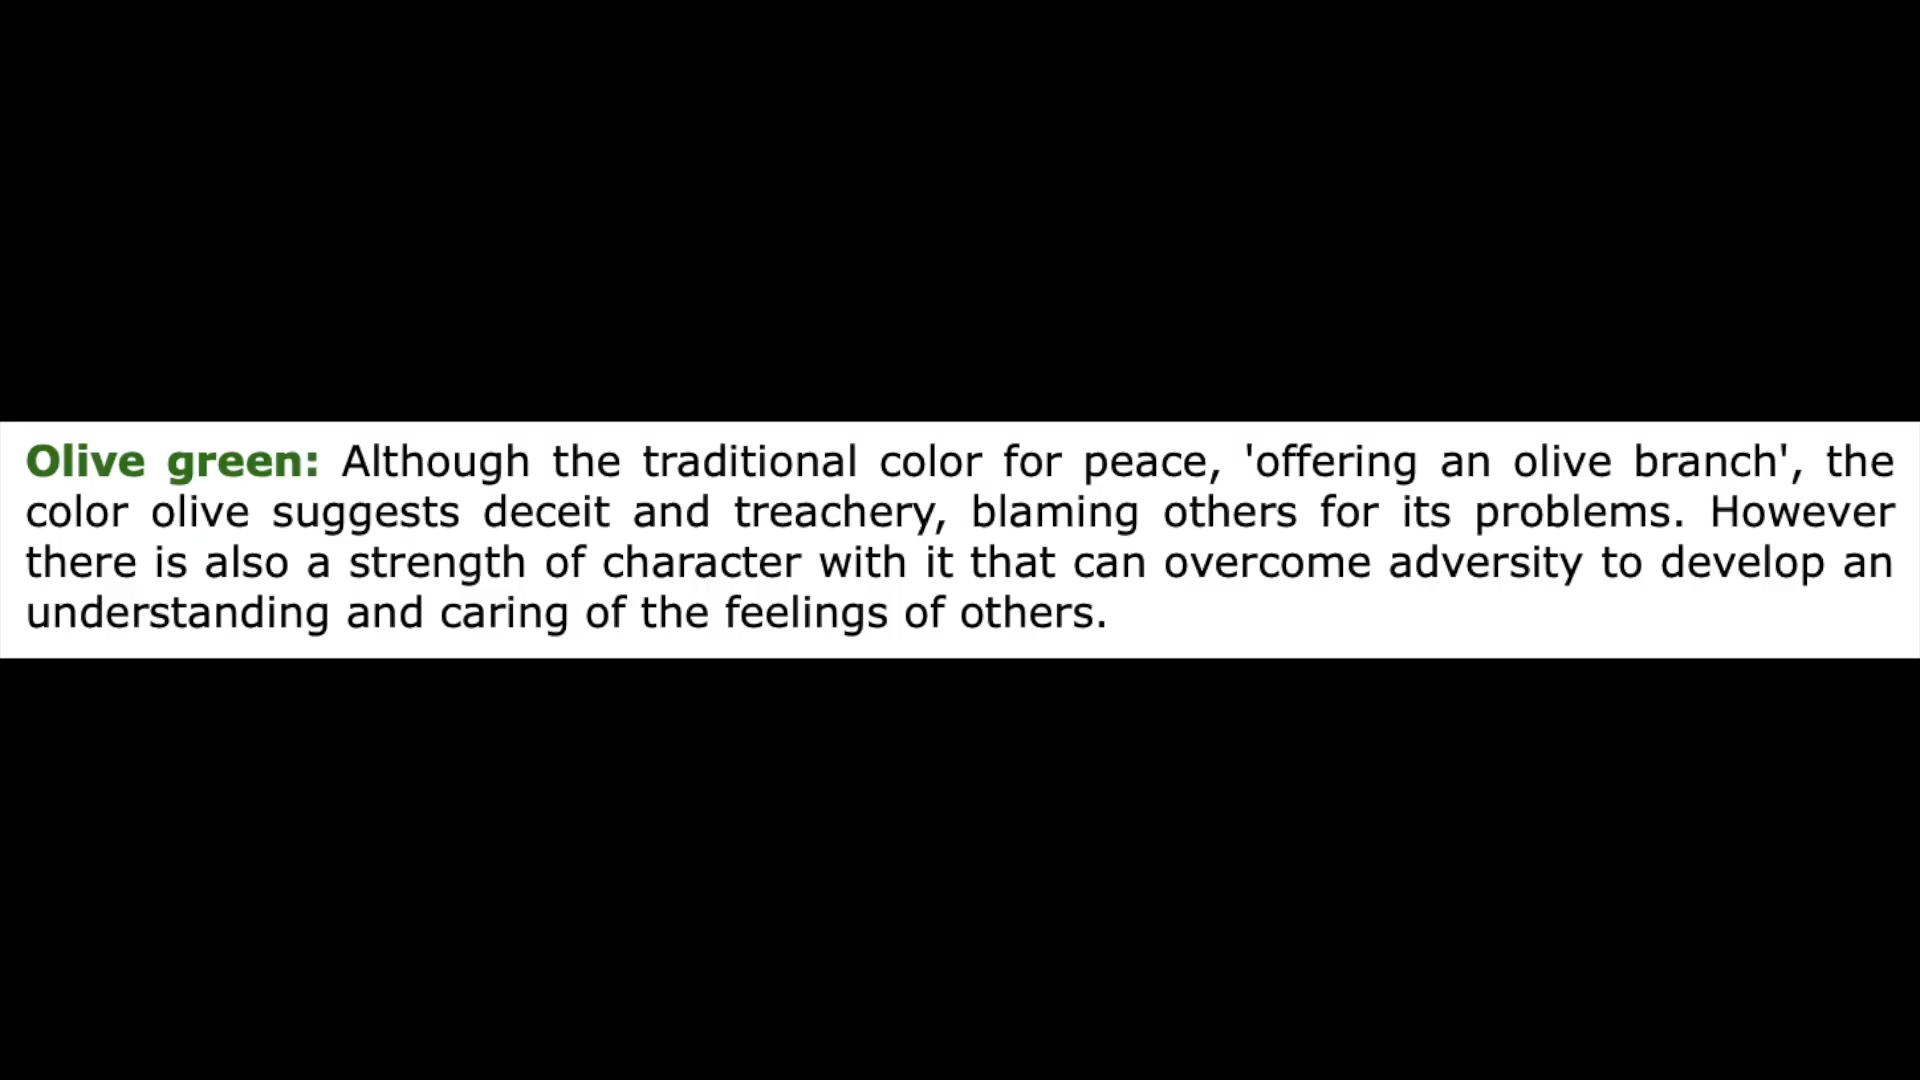 Olive green: Although the traditional color for peace, 'offering an olive branch', the
color olive suggests deceit and treachery, blaming others for its problems. However
there is also a strength of character with it that can overcome adversity to develop an
understanding and caring of the feelings of others.